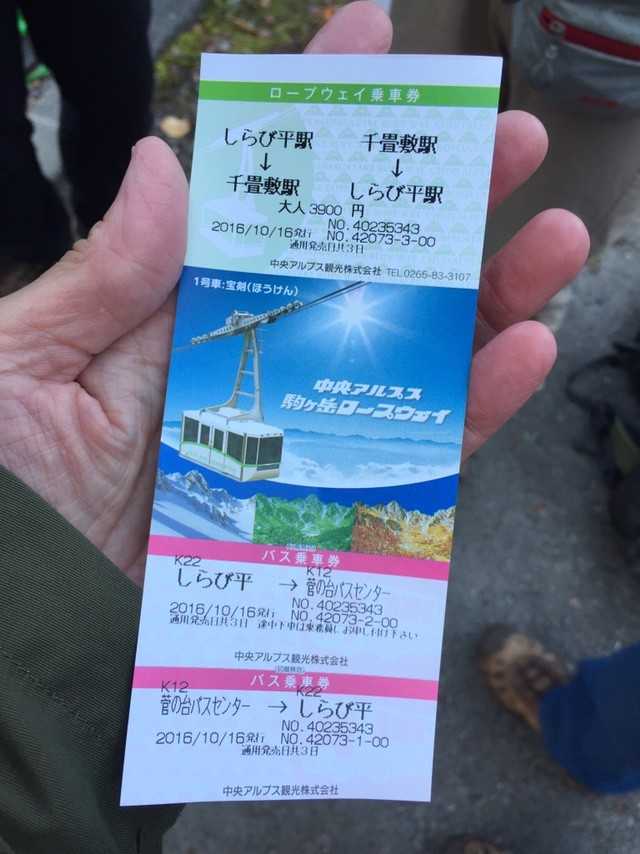 ロープウェイ乗車券
しらび平駅 千畳敷駅
↓ ↓
千畳敷駅 しらび平駅
大人 3900 円
NO.40235343
2016/10/16発行 NO.42073-3-00
通用発売日共3日
中央アルプス観光株式会社 TEL0265-83-3107
1号車:宝剣(ほうけん)
中央アルプス
駒ヶ岳ロープウェイ
バス乗車券
K22 K12
しらび平 → 菅の台バスセンター
NO.40235343
2016/10/16発行 NO.42073-2-00
通用発売日共3日 途中下車は乗務員にお申し付け下さい
中央アルプス観光株式会社
バス乗車券
K12 K22
菅の台バスセンター → しらび平
NO.40235343
2016/10/16発行 NO.42073-1-00
通用発売日共3日
中央アルプス観光株式会社